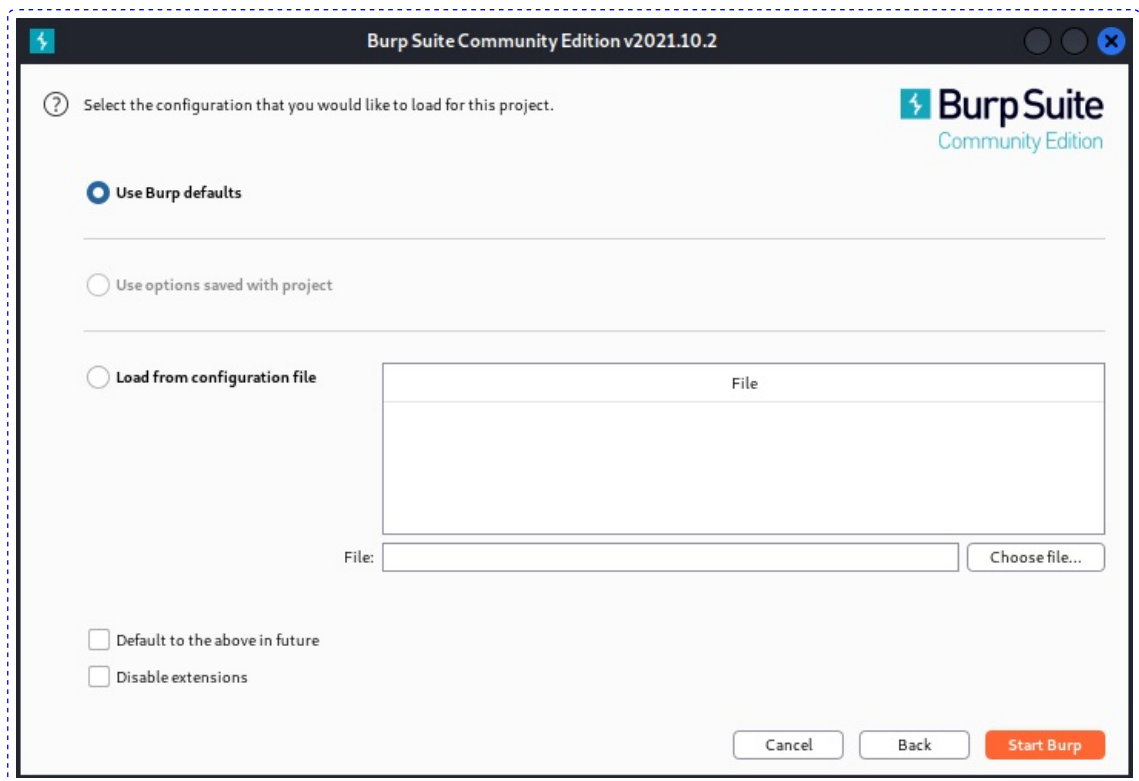 Burp Suite Community Edition v2021.10.2
? Select the configuration that you would like to load for this project.
Burp Suite
Community Edition
Use Burp defaults
Use options saved with project
Load from configuration file
File
File:
Choose file...
Default to the above in future
Disable extensions
Cancel Back Start Burp